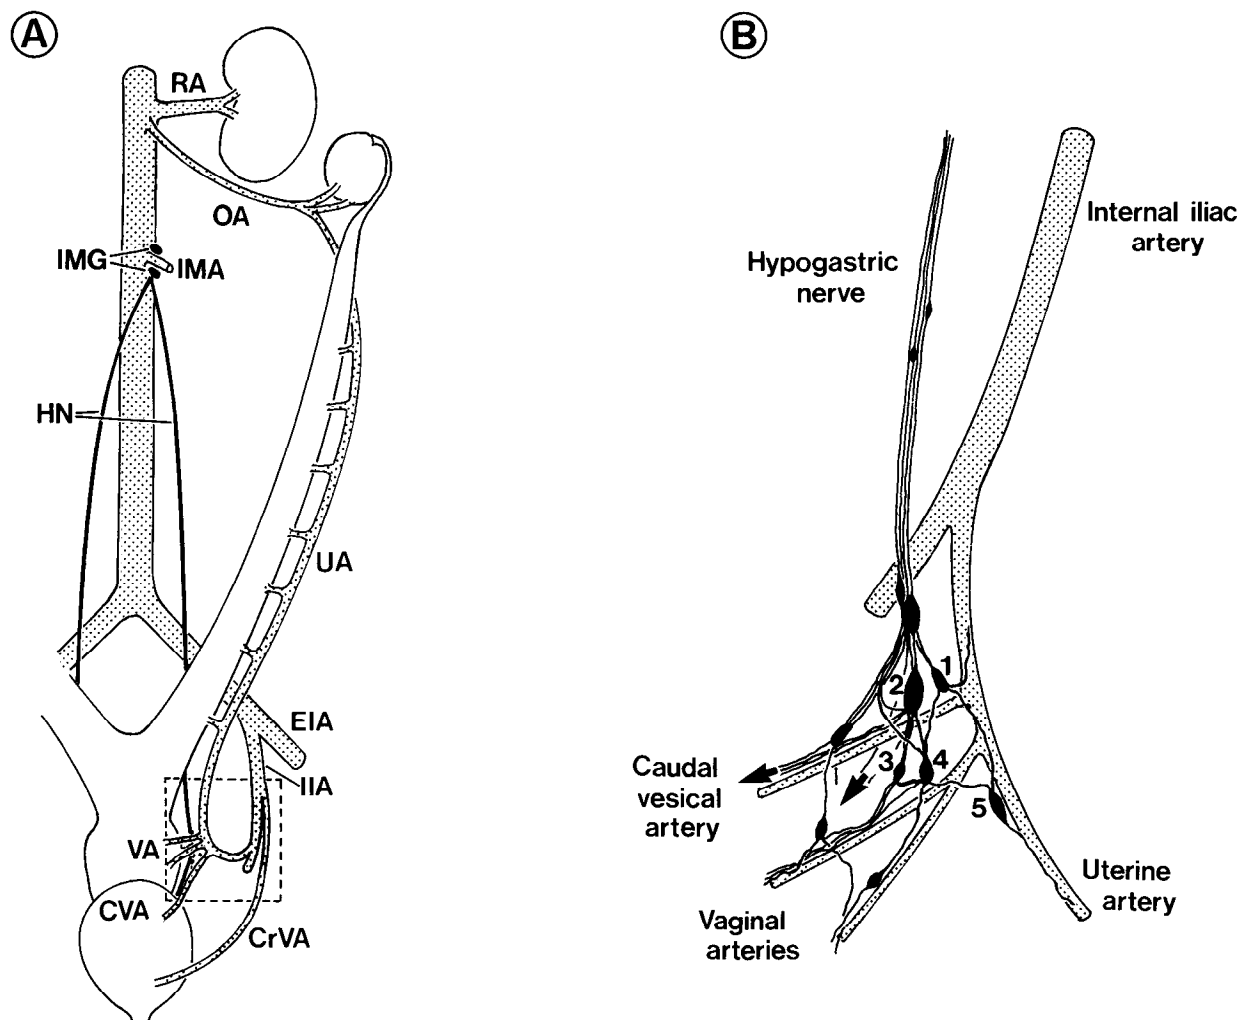 A
RA
OA
IMG
IMA
HN
UA
EIA
IIA
VA
CVA
CrVA
B
Internal iliac
artery
Hypogastric
nerve
1
2
3
4
5
Caudal
vesical
artery
Vaginal
arteries
Uterine
artery